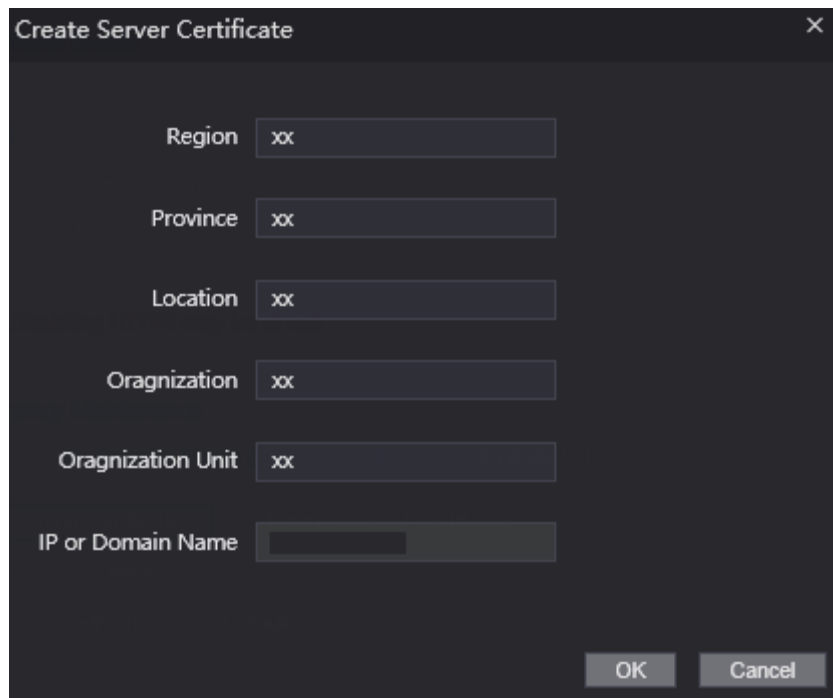 Create Server Certificate
Region xx
Province xx
Location xx
Oragnization xx
Oragnization Unit xx
IP or Domain Name
OK Cancel